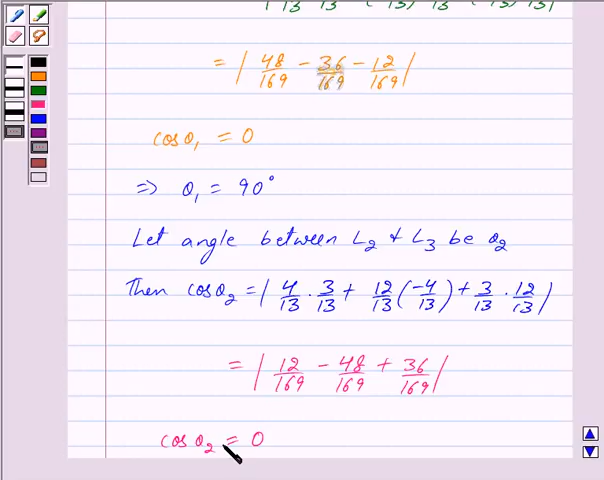 = | 48/169 - 36/169 - 12/169 |
cos θ₁ = 0
⇒ θ₁ = 90°
Let angle between L₂ & L₃ be θ₂
Then cos θ₂ = | 4/13 . 3/13 + 12/13 (-4/13) + 3/13 . 12/13 |
= | 12/169 - 48/169 + 36/169 |
cos θ₂ = 0